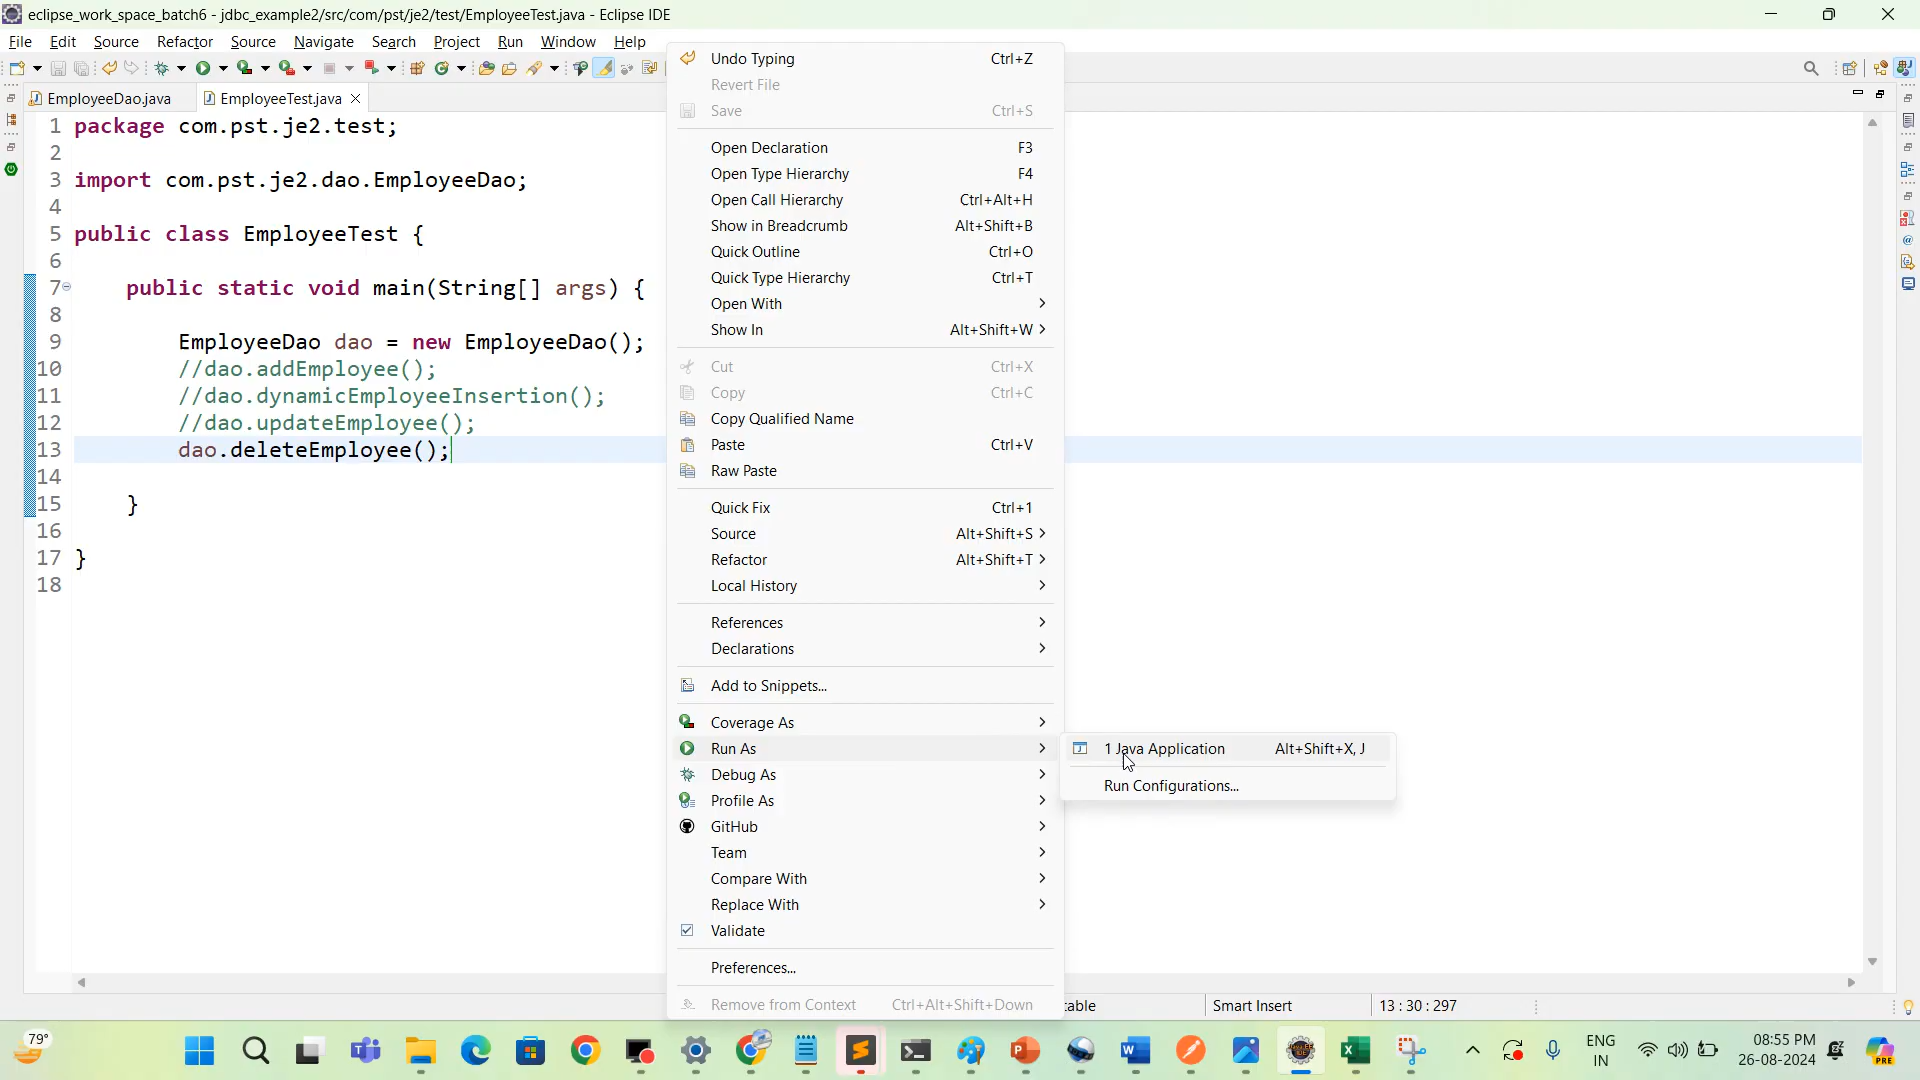 eclipse_work_space_batch6 - jdbc_example2/src/com/pst/je2/test/EmployeeTest.java - Eclipse IDE
File Edit Source Refactor Source Navigate Search Project Run Window Help
EmployeeDao.java EmployeeTest.java
1 package com.pst.je2.test;
2
3 import com.pst.je2.dao.EmployeeDao;
4
5 public class EmployeeTest {
6
7 public static void main(String[] args) {
8
9 EmployeeDao dao = new EmployeeDao();
10 //dao.addEmployee();
11 //dao.dynamicEmployeeInsertion();
12 //dao.updateEmployee();
13 dao.deleteEmployee();
14
15 }
16
17 }
18
Undo Typing Ctrl+Z
Revert File
Save Ctrl+S
Open Declaration F3
Open Type Hierarchy F4
Open Call Hierarchy Ctrl+Alt+H
Show in Breadcrumb Alt+Shift+B
Quick Outline Ctrl+O
Quick Type Hierarchy Ctrl+T
Open With
Show In Alt+Shift+W
Cut Ctrl+X
Copy Ctrl+C
Copy Qualified Name
Paste Ctrl+V
Raw Paste
Quick Fix Ctrl+1
Source Alt+Shift+S
Refactor Alt+Shift+T
Local History
References
Declarations
Add to Snippets...
Coverage As
Run As
Debug As
Profile As
GitHub
Team
Compare With
Replace With
Validate
Preferences...
Remove from Context Ctrl+Alt+Shift+Down
1 Java Application Alt+Shift+X, J
Run Configurations...
table Smart Insert 13 : 30 : 297
79°
ENG
IN
08:55 PM
26-08-2024
PRE